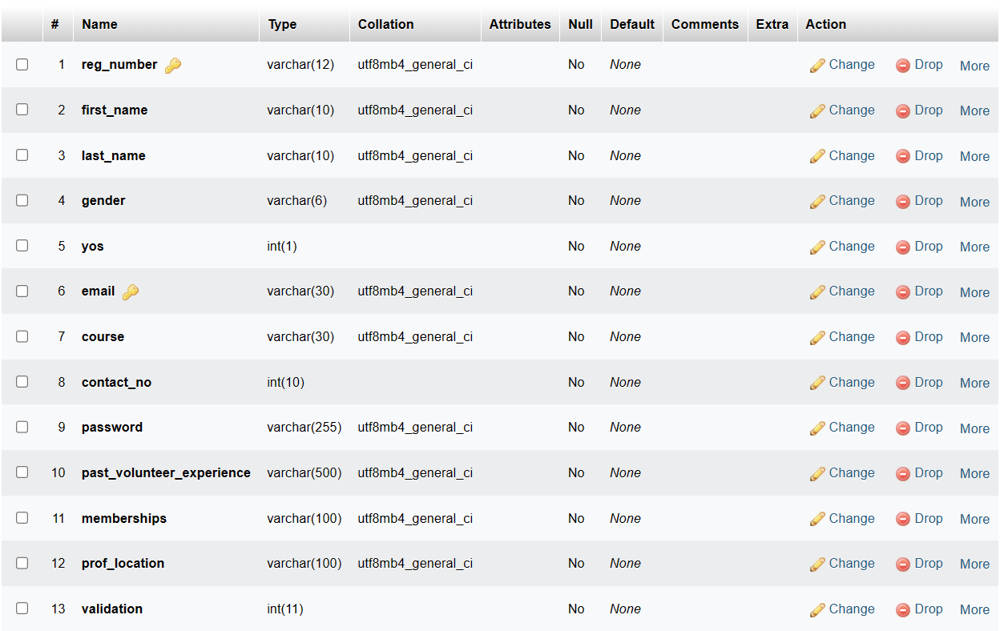 # Name Type Collation Attributes Null Default Comments Extra Action
1 reg_number varchar(12) utf8mb4_general_ci No None Change Drop More
2 first_name varchar(10) utf8mb4_general_ci No None Change Drop More
3 last_name varchar(10) utf8mb4_general_ci No None Change Drop More
4 gender varchar(6) utf8mb4_general_ci No None Change Drop More
5 yos int(1) No None Change Drop More
6 email varchar(30) utf8mb4_general_ci No None Change Drop More
7 course varchar(30) utf8mb4_general_ci No None Change Drop More
8 contact_no int(10) No None Change Drop More
9 password varchar(255) utf8mb4_general_ci No None Change Drop More
10 past_volunteer_experience varchar(500) utf8mb4_general_ci No None Change Drop More
11 memberships varchar(100) utf8mb4_general_ci No None Change Drop More
12 prof_location varchar(100) utf8mb4_general_ci No None Change Drop More
13 validation int(11) No None Change Drop More